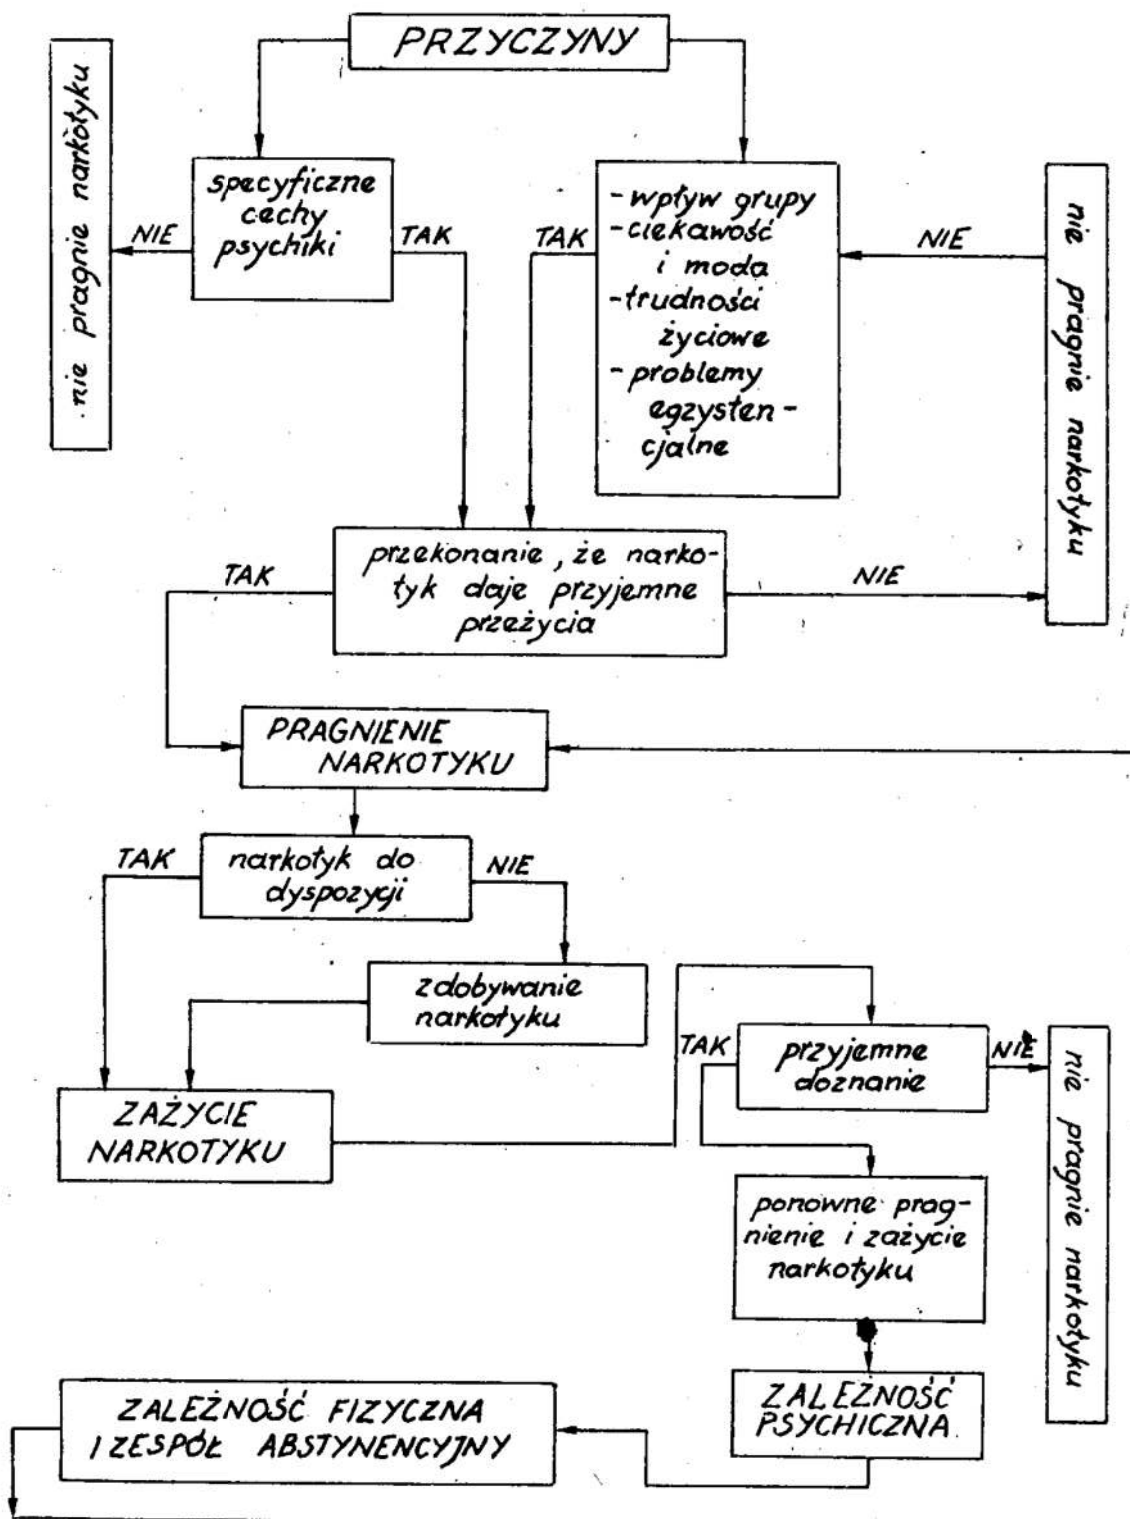 PRZYCZYNY
nie pragnie narkotyku
NIE
specyficzne
cechy
psychiki
TAK
TAK
- wpływ grupy
- ciekawość
i moda
- trudności
życiowe
- problemy
egzysten-
cjalne
NIE
nie pragnie narkotyku
TAK
przekonanie, że narko-
tyk daje przyjemne
przeżycia
NIE
PRAGNIENIE
NARKOTYKU
TAK
narkotyk do
dyspozycji
NIE
zdobywanie
narkotyku
ZAŻYCIE
NARKOTYKU
TAK
przyjemne
doznanie
NIE
nie pragnie narkotyku
ponowne prag-
nienie i zażycie
narkotyku
ZALEŻNOŚĆ
PSYCHICZNA
ZALEŻNOŚĆ FIZYCZNA
I ZESPÓŁ ABSTYNENCYJNY